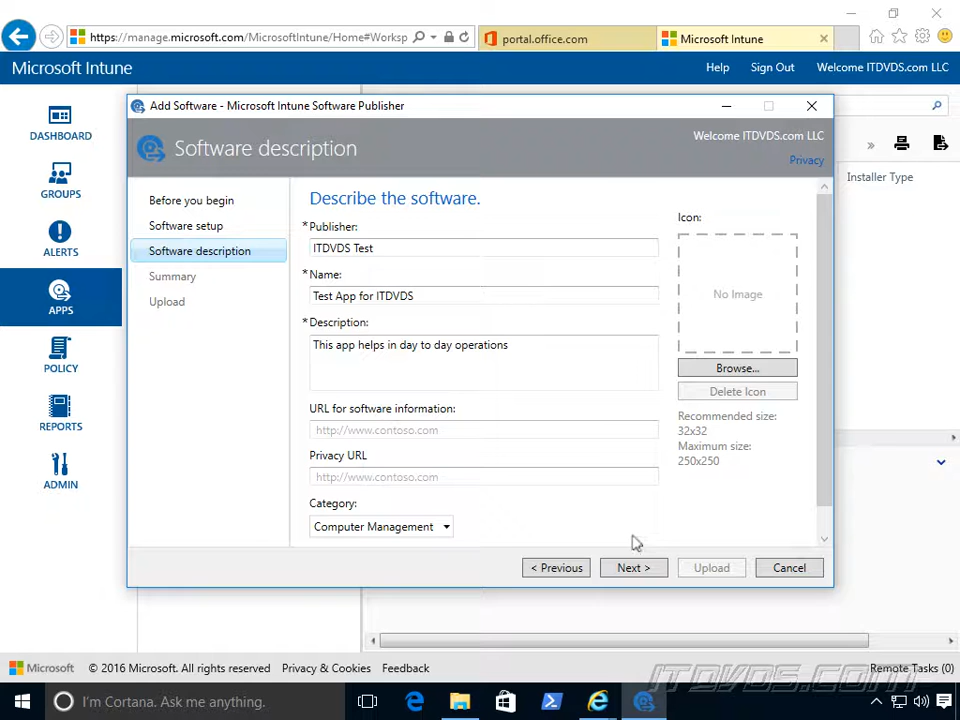 https://manage.microsoft.com/MicrosoftIntune/Home#Worksp
portal.office.com
Microsoft Intune
Microsoft Intune
Help
Sign Out
Welcome ITDVDS.com LLC
DASHBOARD
GROUPS
ALERTS
APPS
POLICY
REPORTS
ADMIN
Installer Type
Add Software - Microsoft Intune Software Publisher
Software description
Welcome ITDVDS.com LLC
Privacy
Before you begin
Software setup
Software description
Summary
Upload
Describe the software.
*Publisher:
ITDVDS Test
*Name:
Test App for ITDVDS
*Description:
This app helps in day to day operations
URL for software information:
http://www.contoso.com
Privacy URL
http://www.contoso.com
Category:
Computer Management
Icon:
No Image
Browse...
Delete Icon
Recommended size:
32x32
Maximum size:
250x250
< Previous
Next >
Upload
Cancel
Microsoft
© 2016 Microsoft. All rights reserved
Privacy & Cookies
Feedback
Remote Tasks (0)
ITDVDS.com
I'm Cortana. Ask me anything.